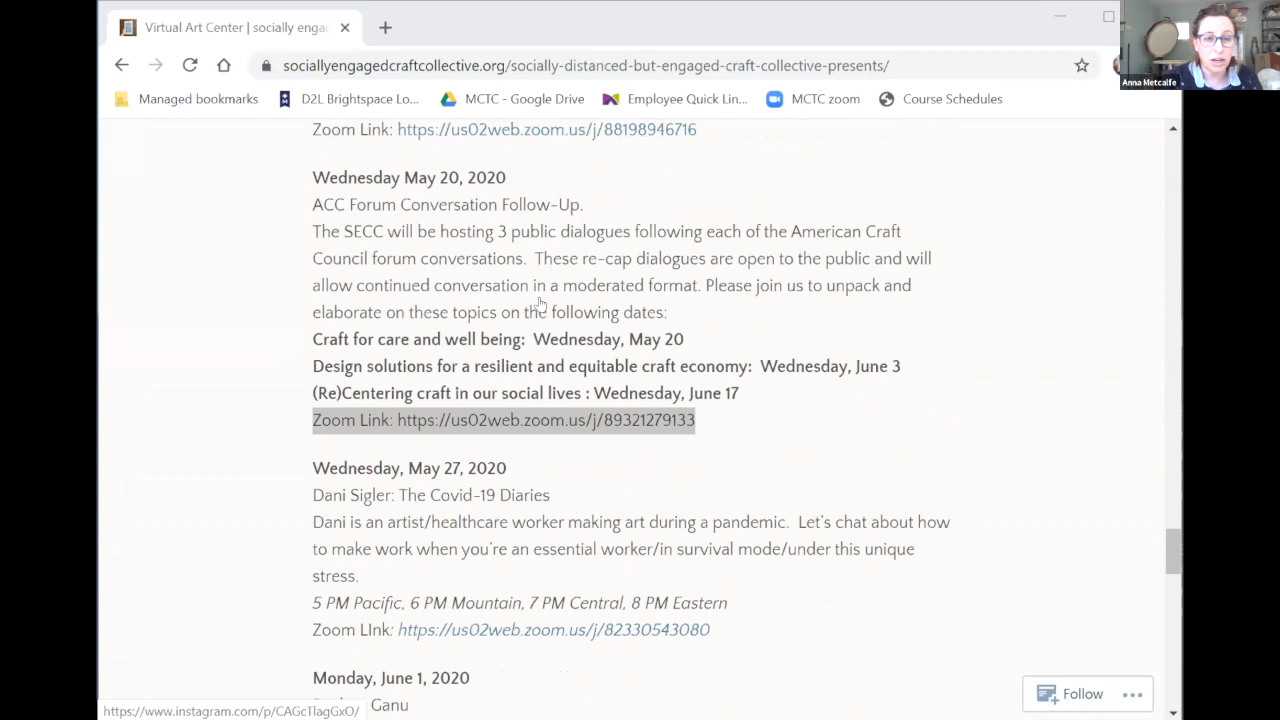 Virtual Art Center | socially enga
sociallyengagedcraftcollective.org/socially-distanced-but-engaged-craft-collective-presents/
Anna Metcalfe
Managed bookmarks D2L Brightspace Lo... MCTC - Google Drive Employee Quick Lin... MCTC zoom Course Schedules
Zoom Link: https://us02web.zoom.us/j/88198946716
Wednesday May 20, 2020
ACC Forum Conversation Follow-Up.
The SECC will be hosting 3 public dialogues following each of the American Craft
Council forum conversations. These re-cap dialogues are open to the public and will
allow continued conversation in a moderated format. Please join us to unpack and
elaborate on these topics on the following dates:
Craft for care and well being: Wednesday, May 20
Design solutions for a resilient and equitable craft economy: Wednesday, June 3
(Re)Centering craft in our social lives : Wednesday, June 17
Zoom Link: https://us02web.zoom.us/j/89321279133
Wednesday, May 27, 2020
Dani Sigler: The Covid-19 Diaries
Dani is an artist/healthcare worker making art during a pandemic. Let's chat about how
to make work when you're an essential worker/in survival mode/under this unique
stress.
5 PM Pacific, 6 PM Mountain, 7 PM Central, 8 PM Eastern
Zoom LInk: https://us02web.zoom.us/j/82330543080
Monday, June 1, 2020
Ganu
Follow
https://www.instagram.com/p/CAGcTlagGxO/